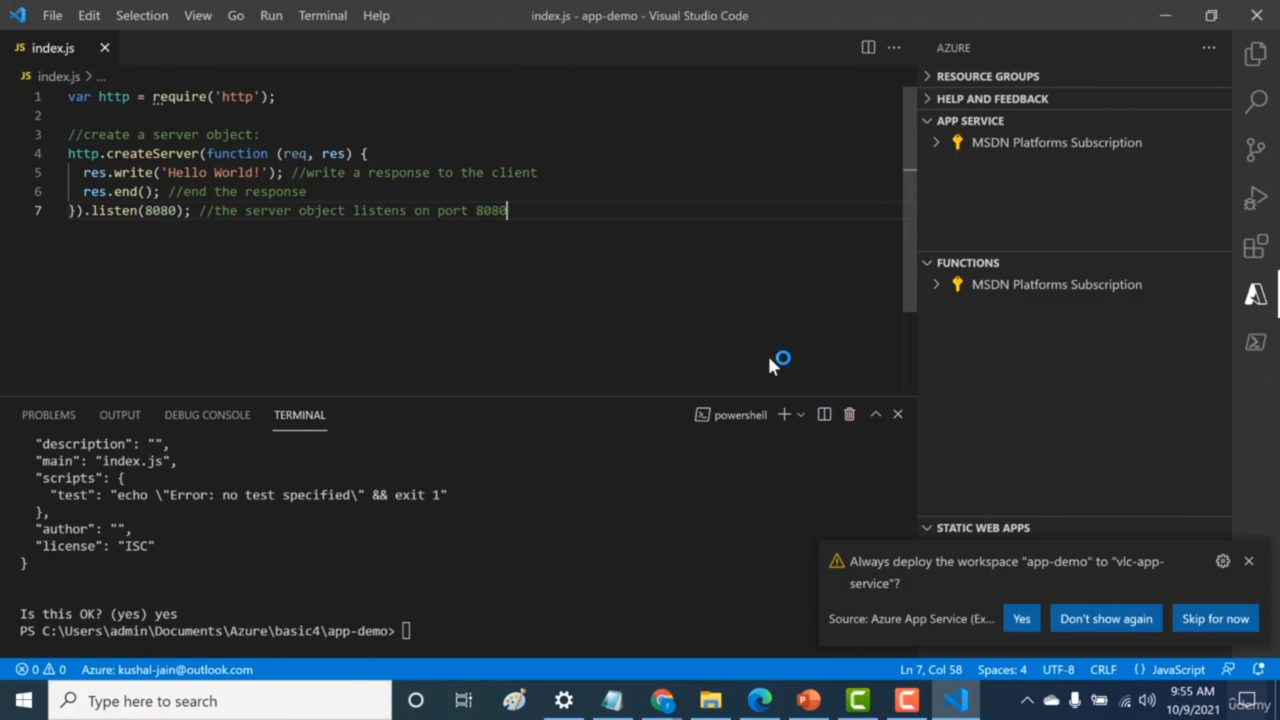 File Edit Selection View Go Run Terminal Help
index.js - app-demo - Visual Studio Code
JS index.js
JS index.js > ...
1 var http = require('http');
2
3 //create a server object:
4 http.createServer(function (req, res) {
5 res.write('Hello World!'); //write a response to the client
6 res.end(); //end the response
7 }).listen(8080); //the server object listens on port 8080
AZURE
RESOURCE GROUPS
HELP AND FEEDBACK
APP SERVICE
MSDN Platforms Subscription
FUNCTIONS
MSDN Platforms Subscription
STATIC WEB APPS
PROBLEMS OUTPUT DEBUG CONSOLE TERMINAL
powershell
"description": "",
"main": "index.js",
"scripts": {
"test": "echo \"Error: no test specified\" && exit 1"
},
"author": "",
"license": "ISC"
}
Is this OK? (yes) yes
PS C:\Users\admin\Documents\Azure\basic4\app-demo>
Always deploy the workspace "app-demo" to "vlc-app-
service"?
Source: Azure App Service (Ex...
Yes
Don't show again
Skip for now
0 0 Azure: kushal-jain@outlook.com
Ln 7, Col 58 Spaces: 4 UTF-8 CRLF {} JavaScript
Type here to search
9:55 AM
10/9/2021
udemy